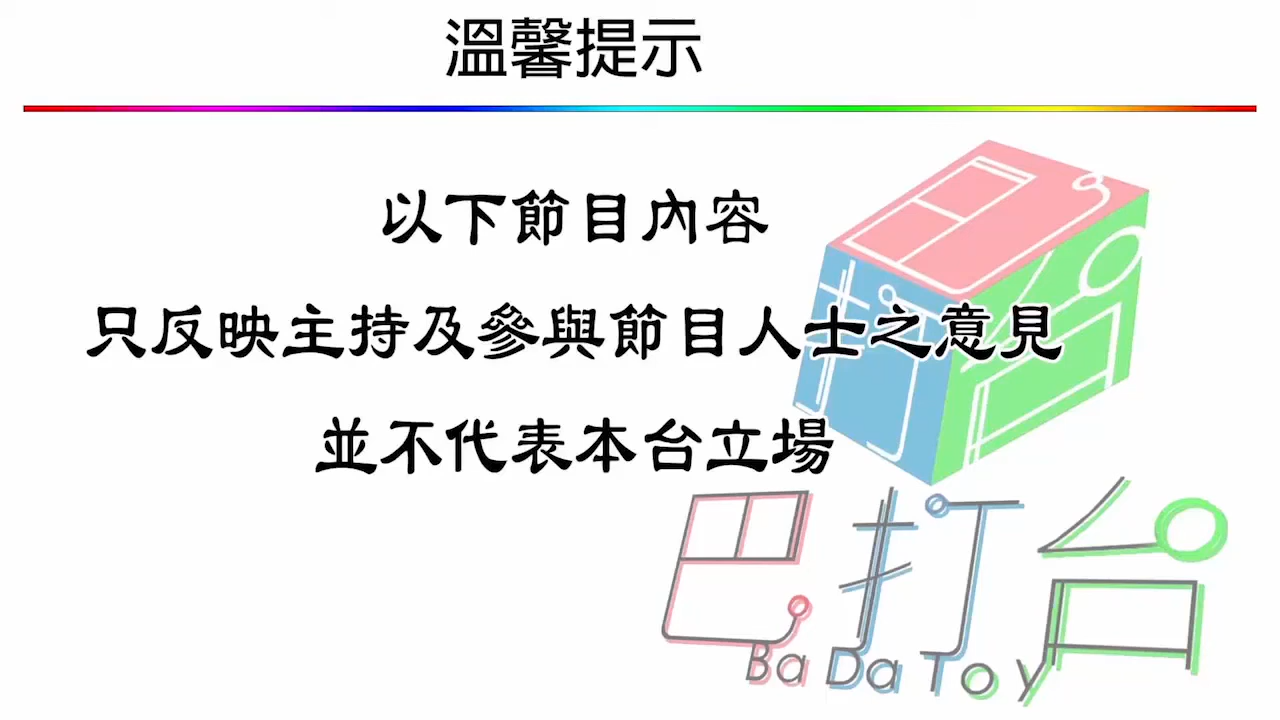 溫馨提示
以下節目內容
只反映主持及參與節目人士之意見
並不代表本台立場
巴打台
BaDaToy